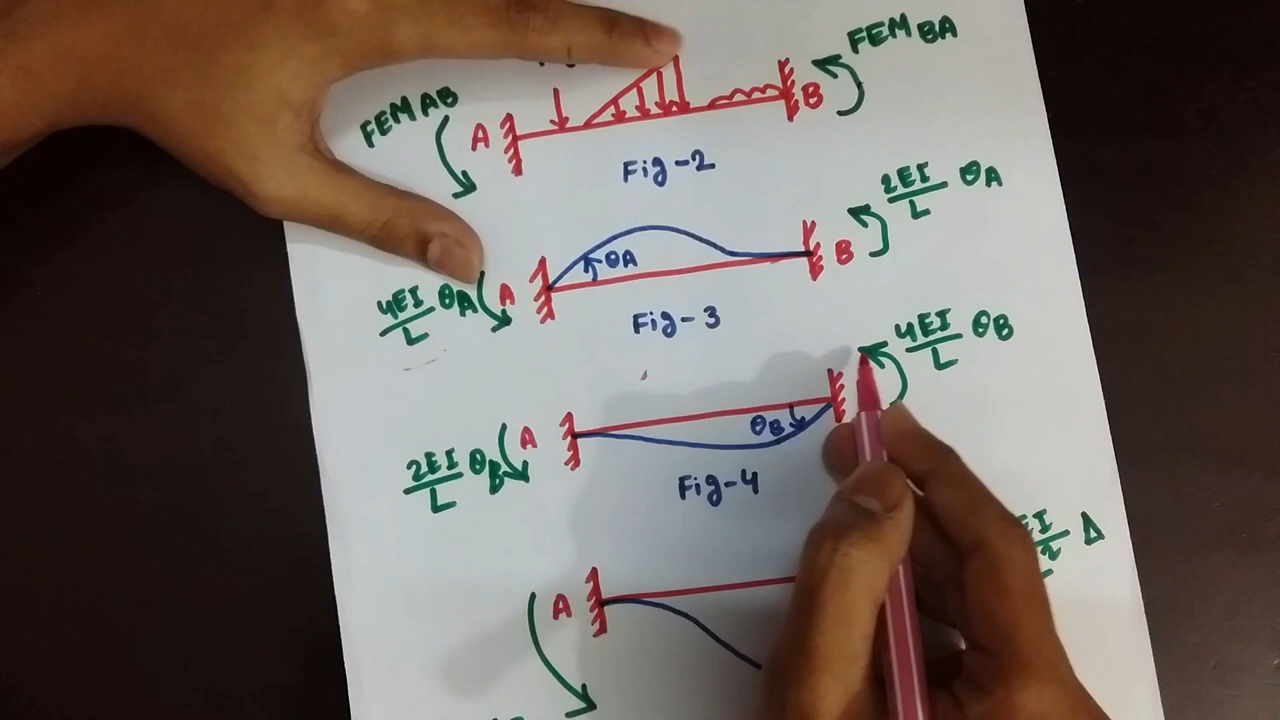 FEM BA
FEM AB
A
B
Fig-2
2EI/L θA
θA
A
B
4EI/L θA
Fig-3
4EI/L θB
A
θB
2EI/L θB
Fig-4
Δ
A